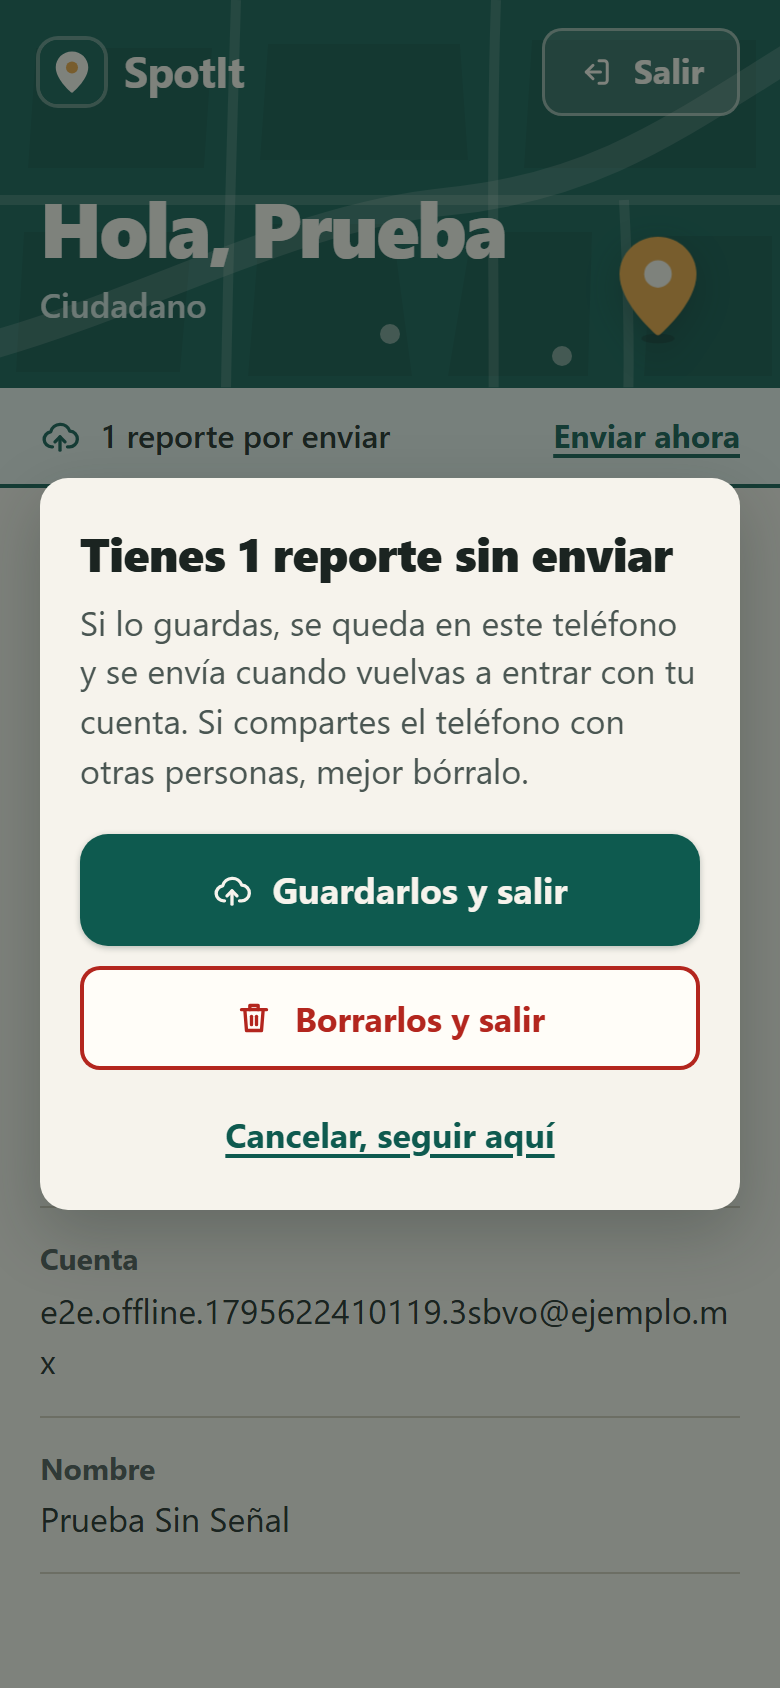 SpotIt
Salir
Hola, Prueba
Ciudadano
1 reporte por enviar
Enviar ahora
Tienes 1 reporte sin enviar
Si lo guardas, se queda en este teléfono
y se envía cuando vuelvas a entrar con tu
cuenta. Si compartes el teléfono con
otras personas, mejor bórralo.
Guardarlos y salir
Borrarlos y salir
Cancelar, seguir aquí
Cuenta
e2e.offline.1795622410119.3sbvo@ejemplo.m
x
Nombre
Prueba Sin Señal